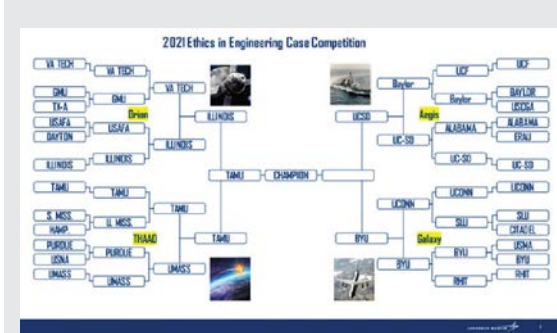 2021 Ethics in Engineering Case Competition
VA TECH
VA TECH
GMU
TX-A
GMU
VA TECH
Orion
USAFA
DAYTON
USAFA
ILLINOIS
ILLINOIS
ILLINOIS
ILLINOIS
TAMU
TAMU
S. MISS.
HAMP.
U. MISS.
TAMU
THAAD
PURDUE
USNA
PURDUE
UMASS
UMASS
UMASS
TAMU
TAMU
CHAMPION
UCSD
BYU
Baylor
Aegis
UC-SD
UCF
UCF
Baylor
BAYLOR
USCGA
ALABAMA
ALABAMA
ERAU
UC-SD
UC-SD
UCONN
Galaxy
BYU
UCONN
UCONN
SLU
SLU
CITADEL
BYU
USMA
BYU
RHIT
RHIT
LOCKHEED MARTIN